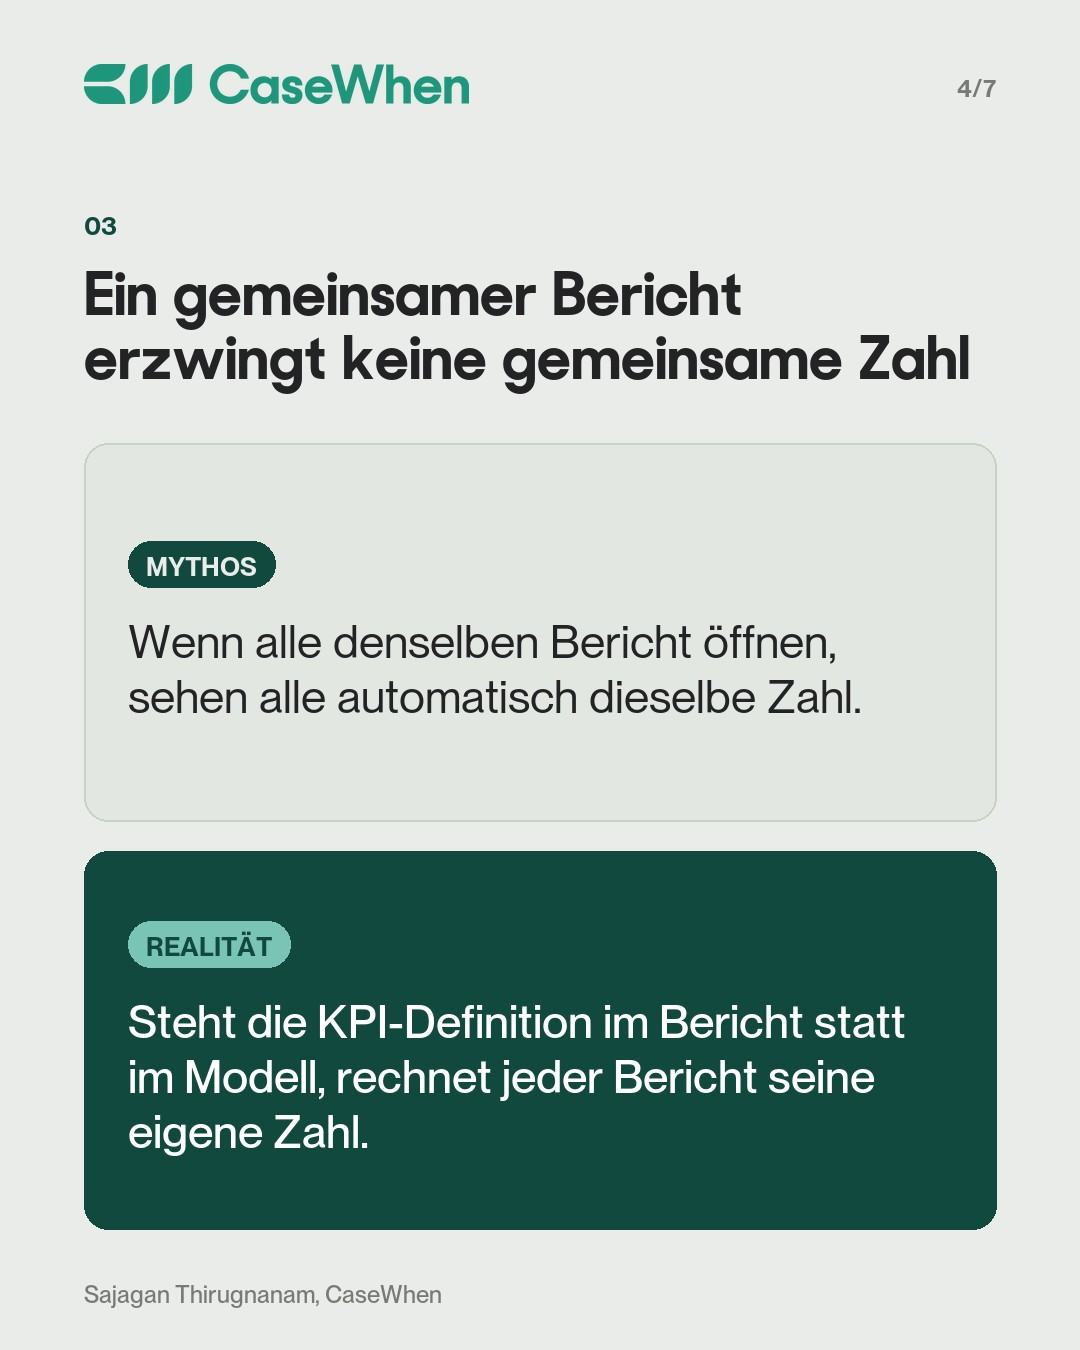 CaseWhen
4/7
03
Ein gemeinsamer Bericht
erzwingt keine gemeinsame Zahl
MYTHOS
Wenn alle denselben Bericht öffnen,
sehen alle automatisch dieselbe Zahl.
REALITÄT
Steht die KPI-Definition im Bericht statt
im Modell, rechnet jeder Bericht seine
eigene Zahl.
Sajagan Thirugnanam, CaseWhen